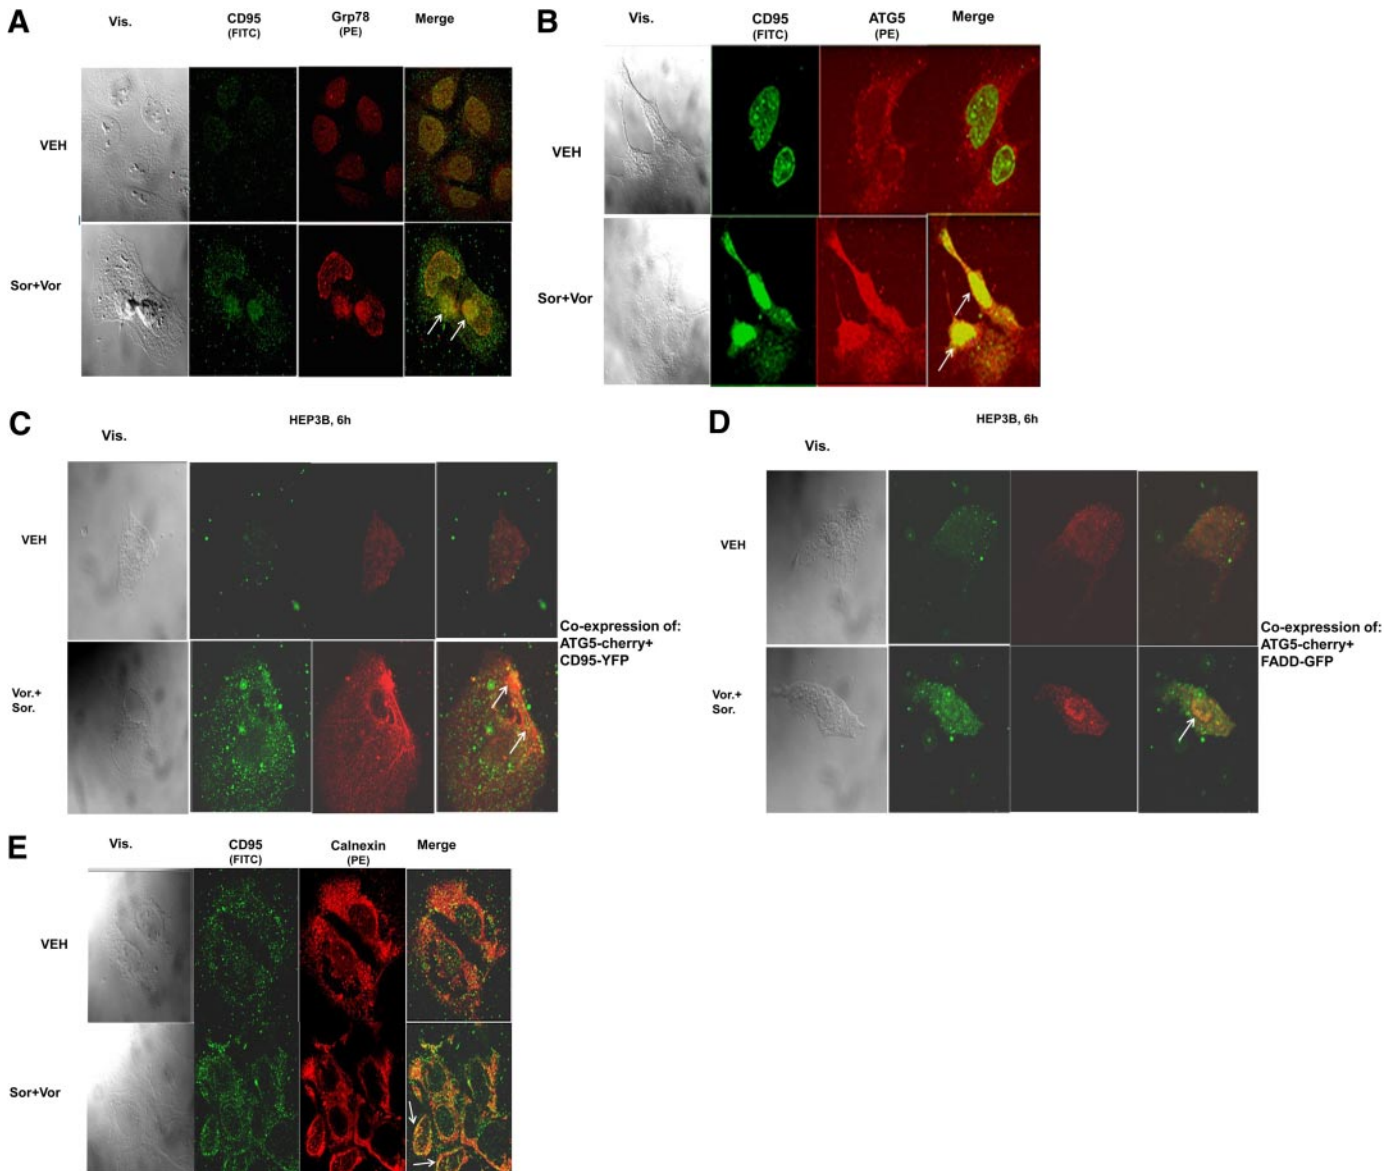 A
Vis.
CD95
(FITC)
Grp78
(PE)
Merge
VEH
Sor+Vor
B
Vis.
CD95
(FITC)
ATG5
(PE)
Merge
VEH
Sor+Vor
C
HEP3B, 6h
Vis.
VEH
Vor.+
Sor.
Co-expression of:
ATG5-cherry+
CD95-YFP
D
HEP3B, 6h
Vis.
VEH
Vor.+
Sor.
Co-expression of:
ATG5-cherry+
FADD-GFP
E
Vis.
CD95
(FITC)
Calnexin
(PE)
Merge
VEH
Sor+Vor